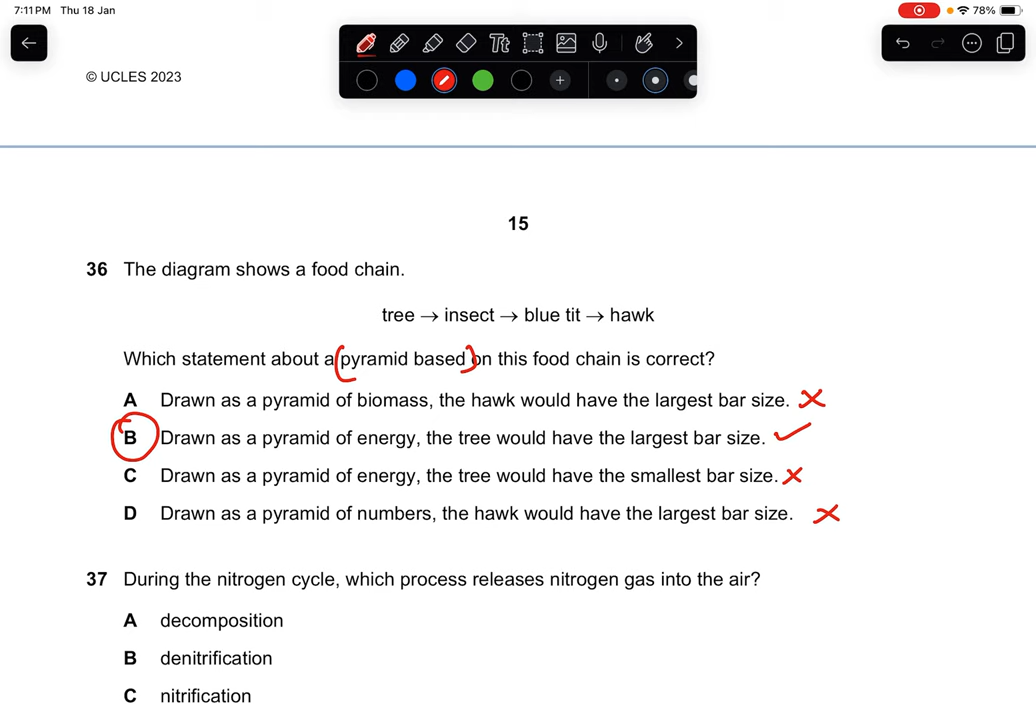 7:11 PM Thu 18 Jan
78%
Tt
© UCLES 2023
15
36 The diagram shows a food chain.
tree → insect → blue tit → hawk
Which statement about a pyramid based on this food chain is correct?
A Drawn as a pyramid of biomass, the hawk would have the largest bar size.
B Drawn as a pyramid of energy, the tree would have the largest bar size.
C Drawn as a pyramid of energy, the tree would have the smallest bar size.
D Drawn as a pyramid of numbers, the hawk would have the largest bar size.
37 During the nitrogen cycle, which process releases nitrogen gas into the air?
A decomposition
B denitrification
C nitrification